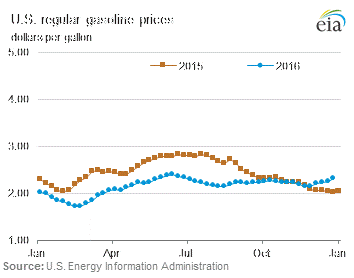 U.S. regular gasoline prices
dollars per gallon
eia
2015
2016
5.00
4.00
3.00
2.00
1.00
Jan
Apr
Jul
Oct
Jan
Source: U.S. Energy Information Administration